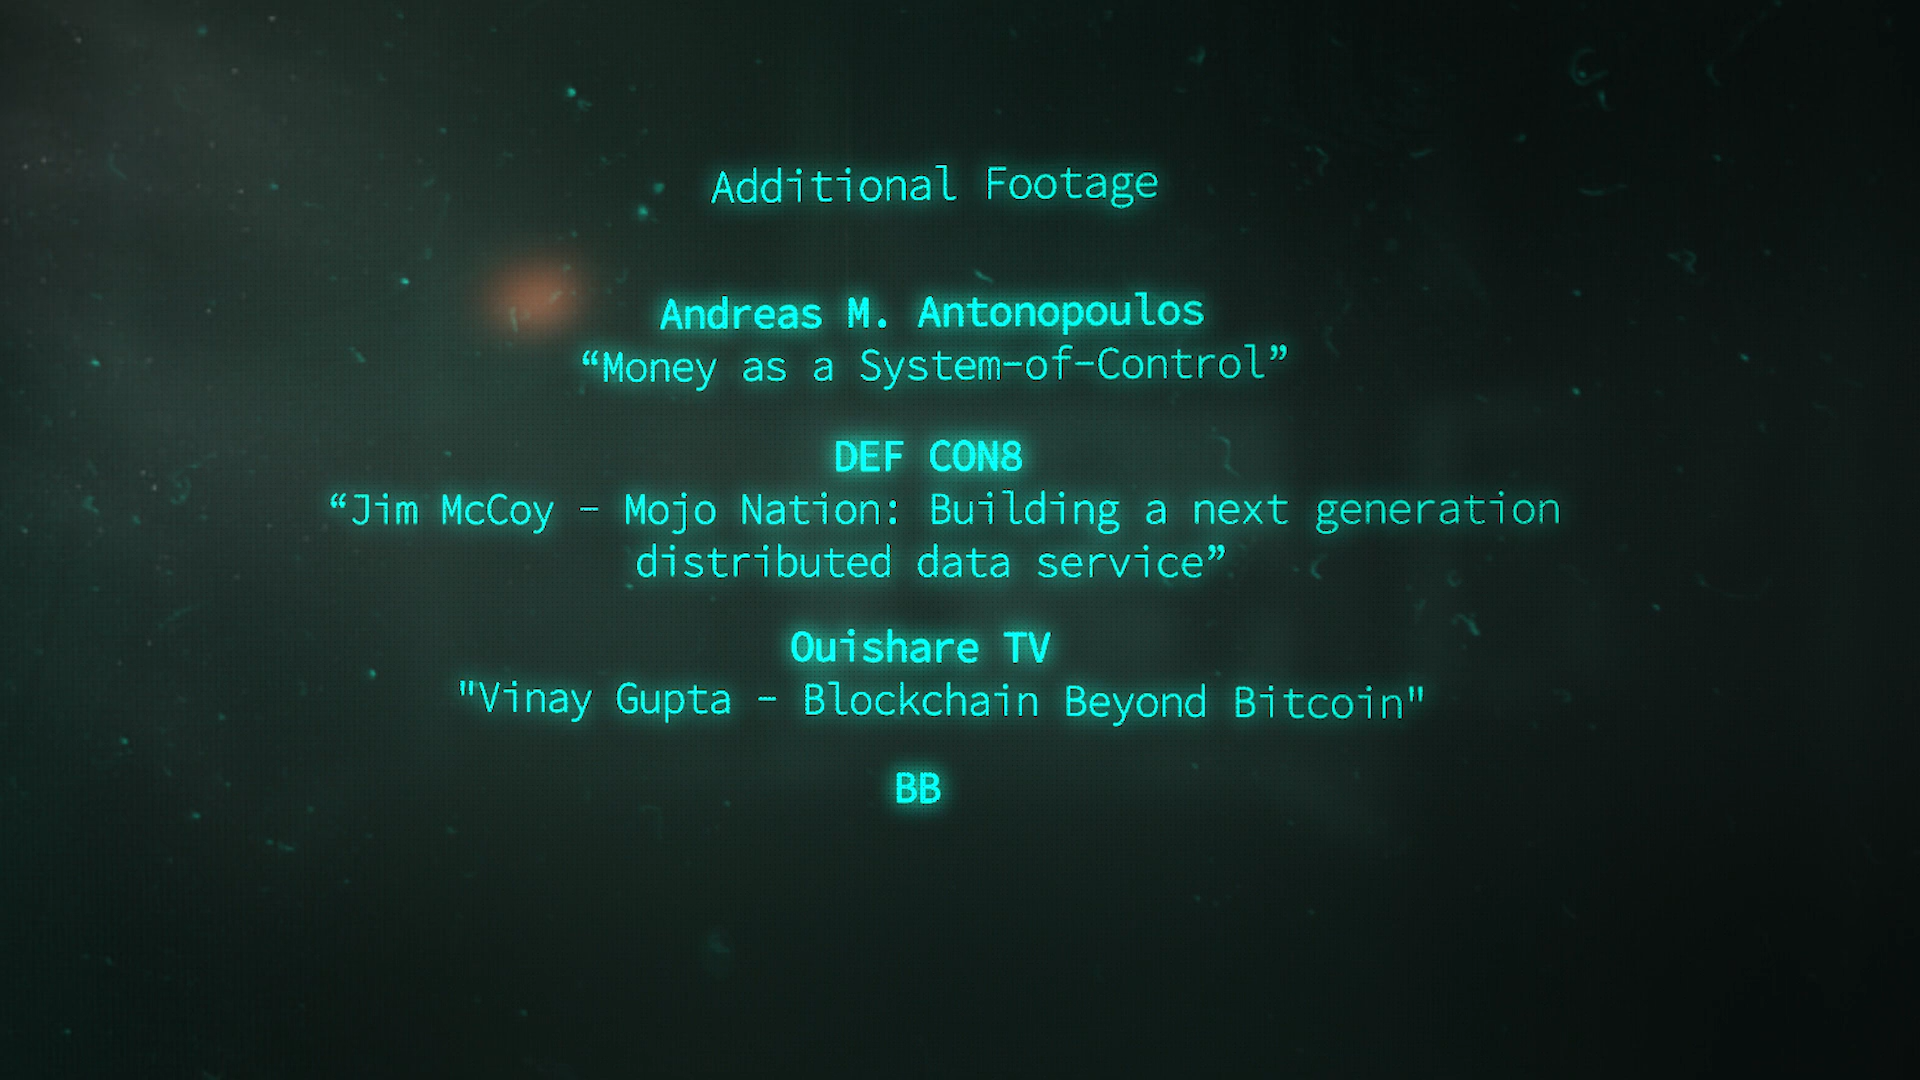 Additional Footage
Andreas M. Antonopoulos
“Money as a System-of-Control”
DEF CON8
“Jim McCoy - Mojo Nation: Building a next generation
distributed data service”
Ouishare TV
"Vinay Gupta - Blockchain Beyond Bitcoin"
BB